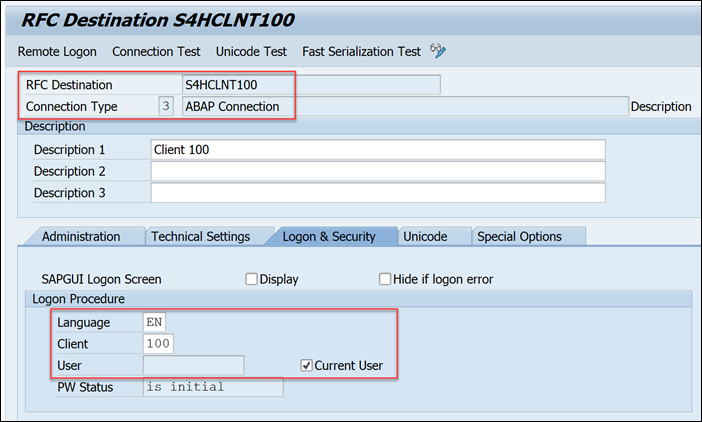 RFC Destination S4HCLNT100
Remote Logon Connection Test Unicode Test Fast Serialization Test
RFC Destination S4HCLNT100
Connection Type 3 ABAP Connection Description
Description
Description 1 Client 100
Description 2
Description 3
Administration Technical Settings Logon & Security Unicode Special Options
SAPGUI Logon Screen Display Hide if logon error
Logon Procedure
Language EN
Client 100
User Current User
PW Status is initial